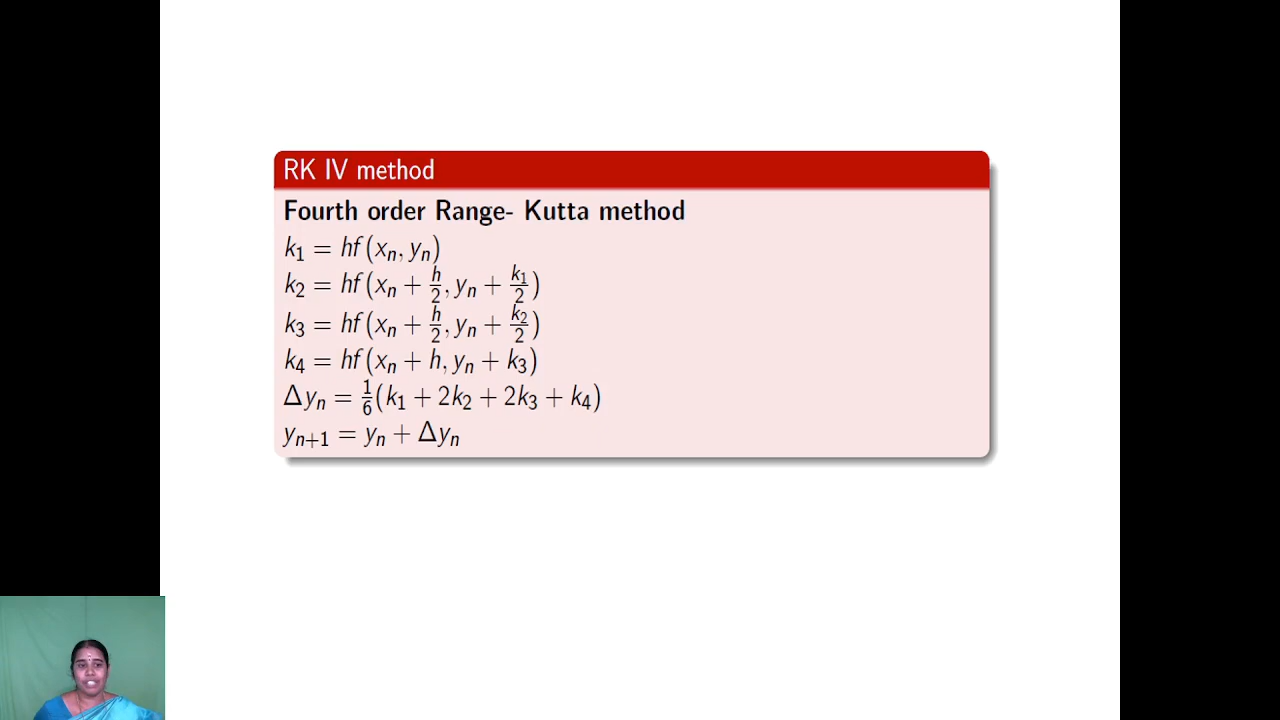 RK IV method
Fourth order Range- Kutta method
k₁ = hf(xₙ, yₙ)
k₂ = hf(xₙ + h/2, yₙ + k₁/2)
k₃ = hf(xₙ + h/2, yₙ + k₂/2)
k₄ = hf(xₙ + h, yₙ + k₃)
Δyₙ = 1/6(k₁ + 2k₂ + 2k₃ + k₄)
yₙ₊₁ = yₙ + Δyₙ